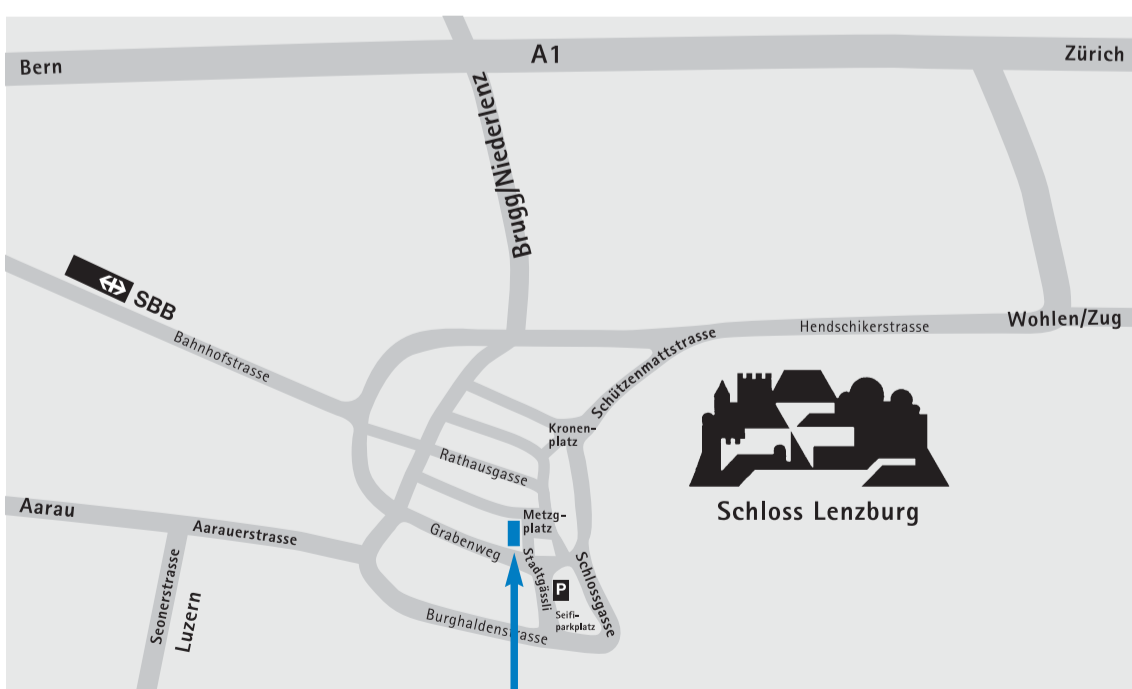 A1
Bern
Zürich
Brugg/Niederlenz
SBB
Wohlen/Zug
Hendschikerstrasse
Bahnhofstrasse
Schützenmattstrasse
Kronen-
platz
Rathausgasse
Schloss Lenzburg
Aarau
Aarauerstrasse
Metzg-
platz
Grabenweg
Stadtgässli
Schlossgasse
P
Seifi-
parkplatz
Seonerstrasse
Luzern
Burghaldenstrasse